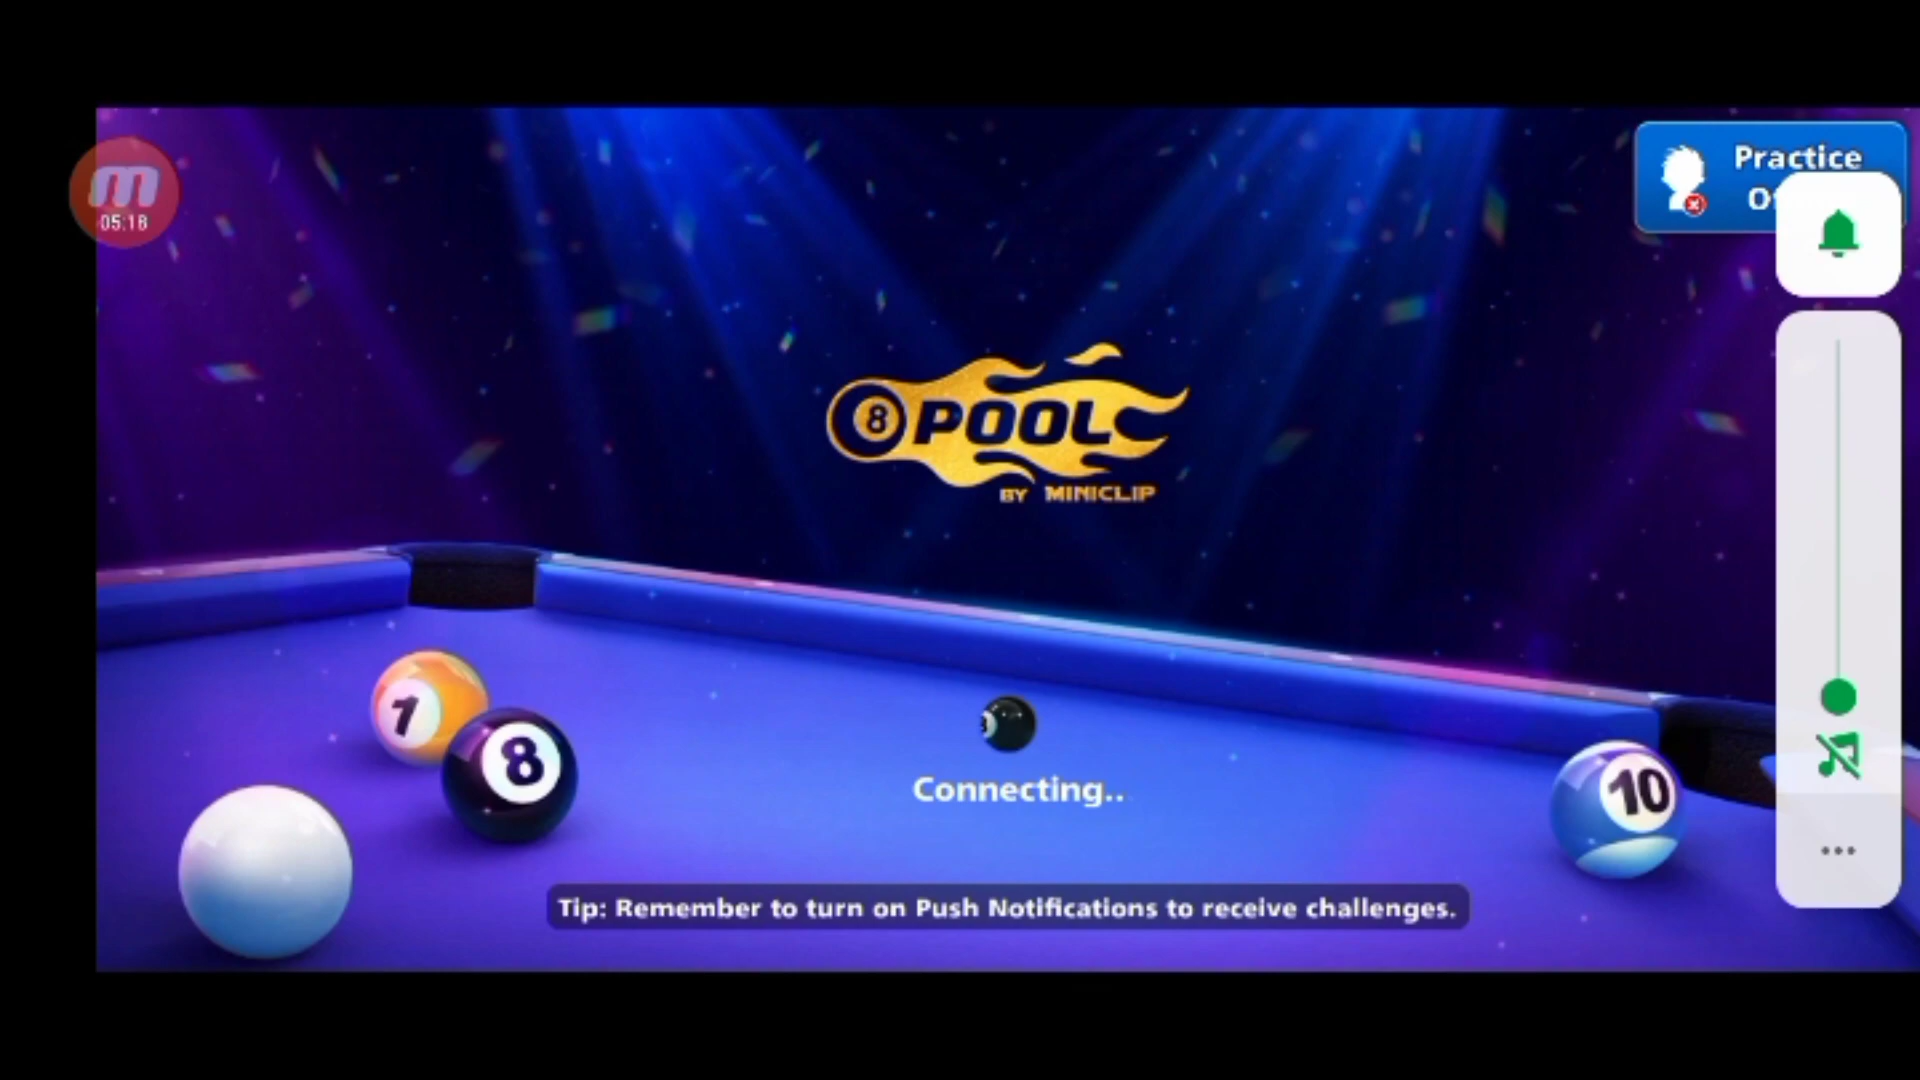 m
05:18
Practice
8 POOL
BY MINICLIP
1
8
10
Connecting..
Tip: Remember to turn on Push Notifications to receive challenges.